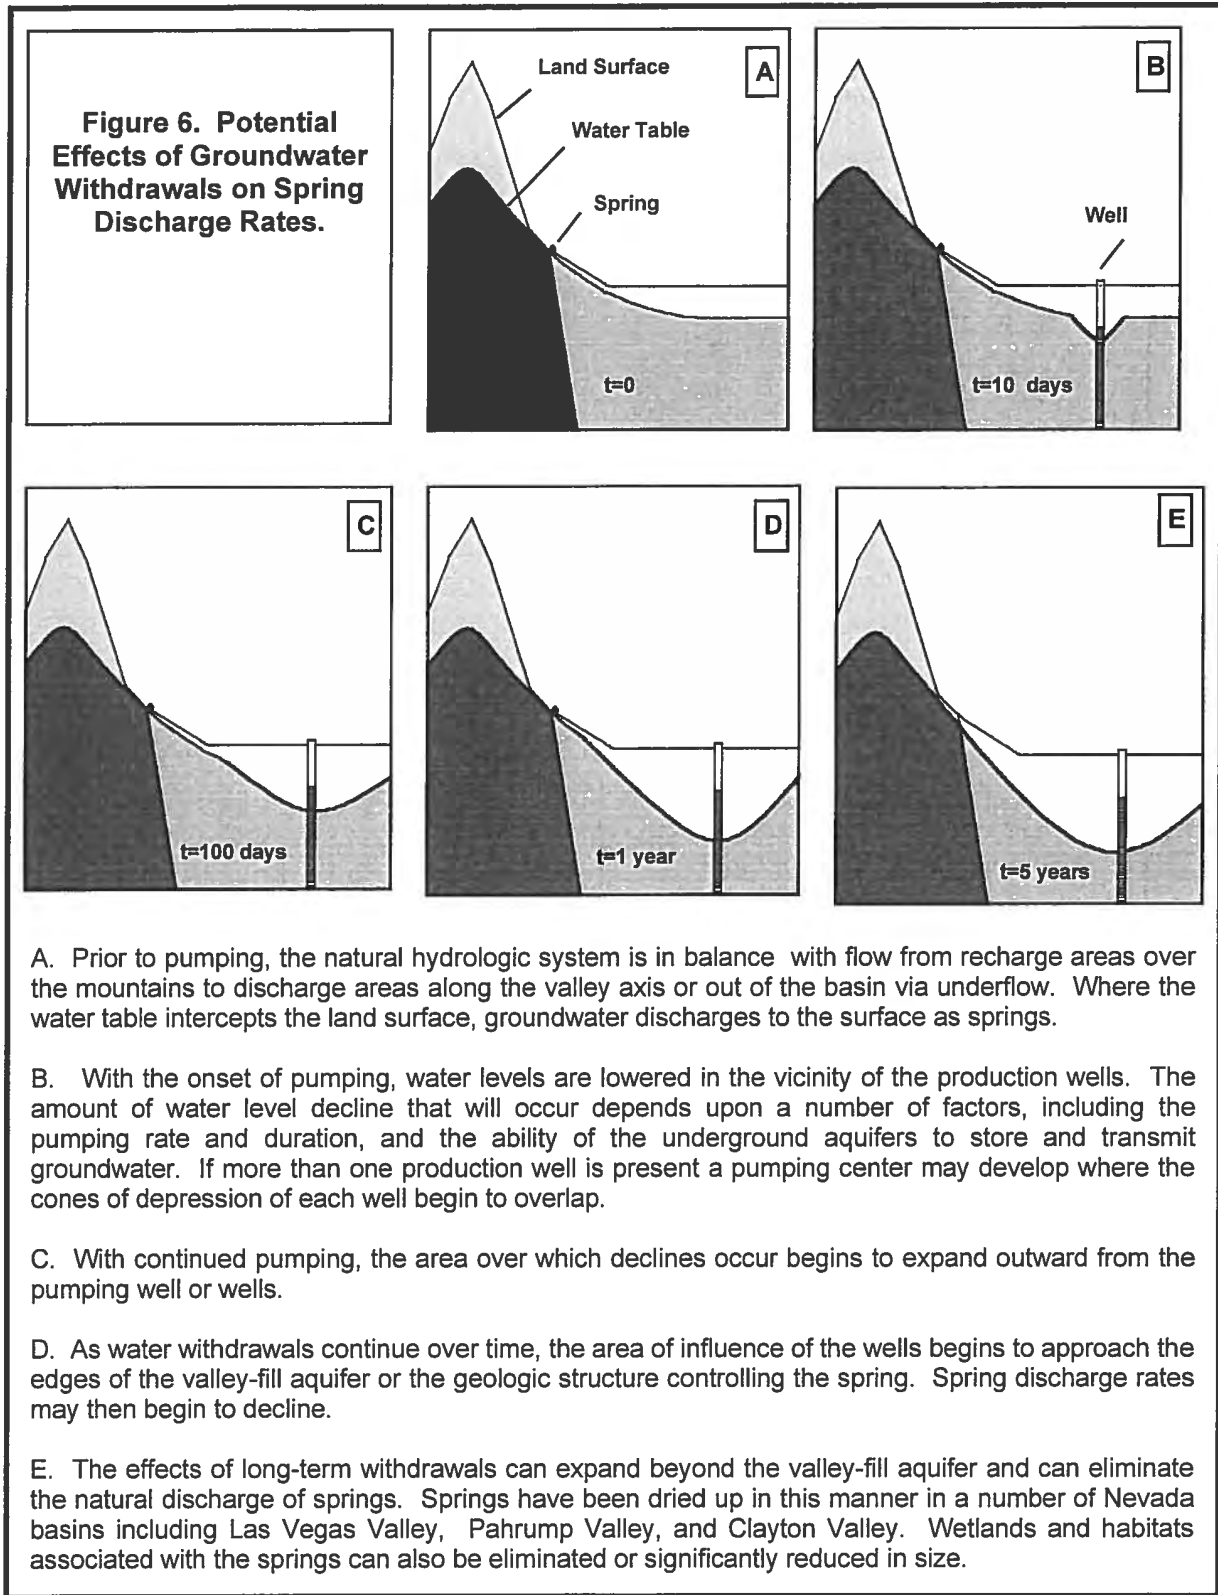 Figure 6. Potential
Effects of Groundwater
Withdrawals on Spring
Discharge Rates.
A
Land Surface
Water Table
Spring
t=0
B
Well
t=10 days
C
t=100 days
D
t=1 year
E
t=5 years
A. Prior to pumping, the natural hydrologic system is in balance with flow from recharge areas over
the mountains to discharge areas along the valley axis or out of the basin via underflow. Where the
water table intercepts the land surface, groundwater discharges to the surface as springs.
B. With the onset of pumping, water levels are lowered in the vicinity of the production wells. The
amount of water level decline that will occur depends upon a number of factors, including the
pumping rate and duration, and the ability of the underground aquifers to store and transmit
groundwater. If more than one production well is present a pumping center may develop where the
cones of depression of each well begin to overlap.
C. With continued pumping, the area over which declines occur begins to expand outward from the
pumping well or wells.
D. As water withdrawals continue over time, the area of influence of the wells begins to approach the
edges of the valley-fill aquifer or the geologic structure controlling the spring. Spring discharge rates
may then begin to decline.
E. The effects of long-term withdrawals can expand beyond the valley-fill aquifer and can eliminate
the natural discharge of springs. Springs have been dried up in this manner in a number of Nevada
basins including Las Vegas Valley, Pahrump Valley, and Clayton Valley. Wetlands and habitats
associated with the springs can also be eliminated or significantly reduced in size.